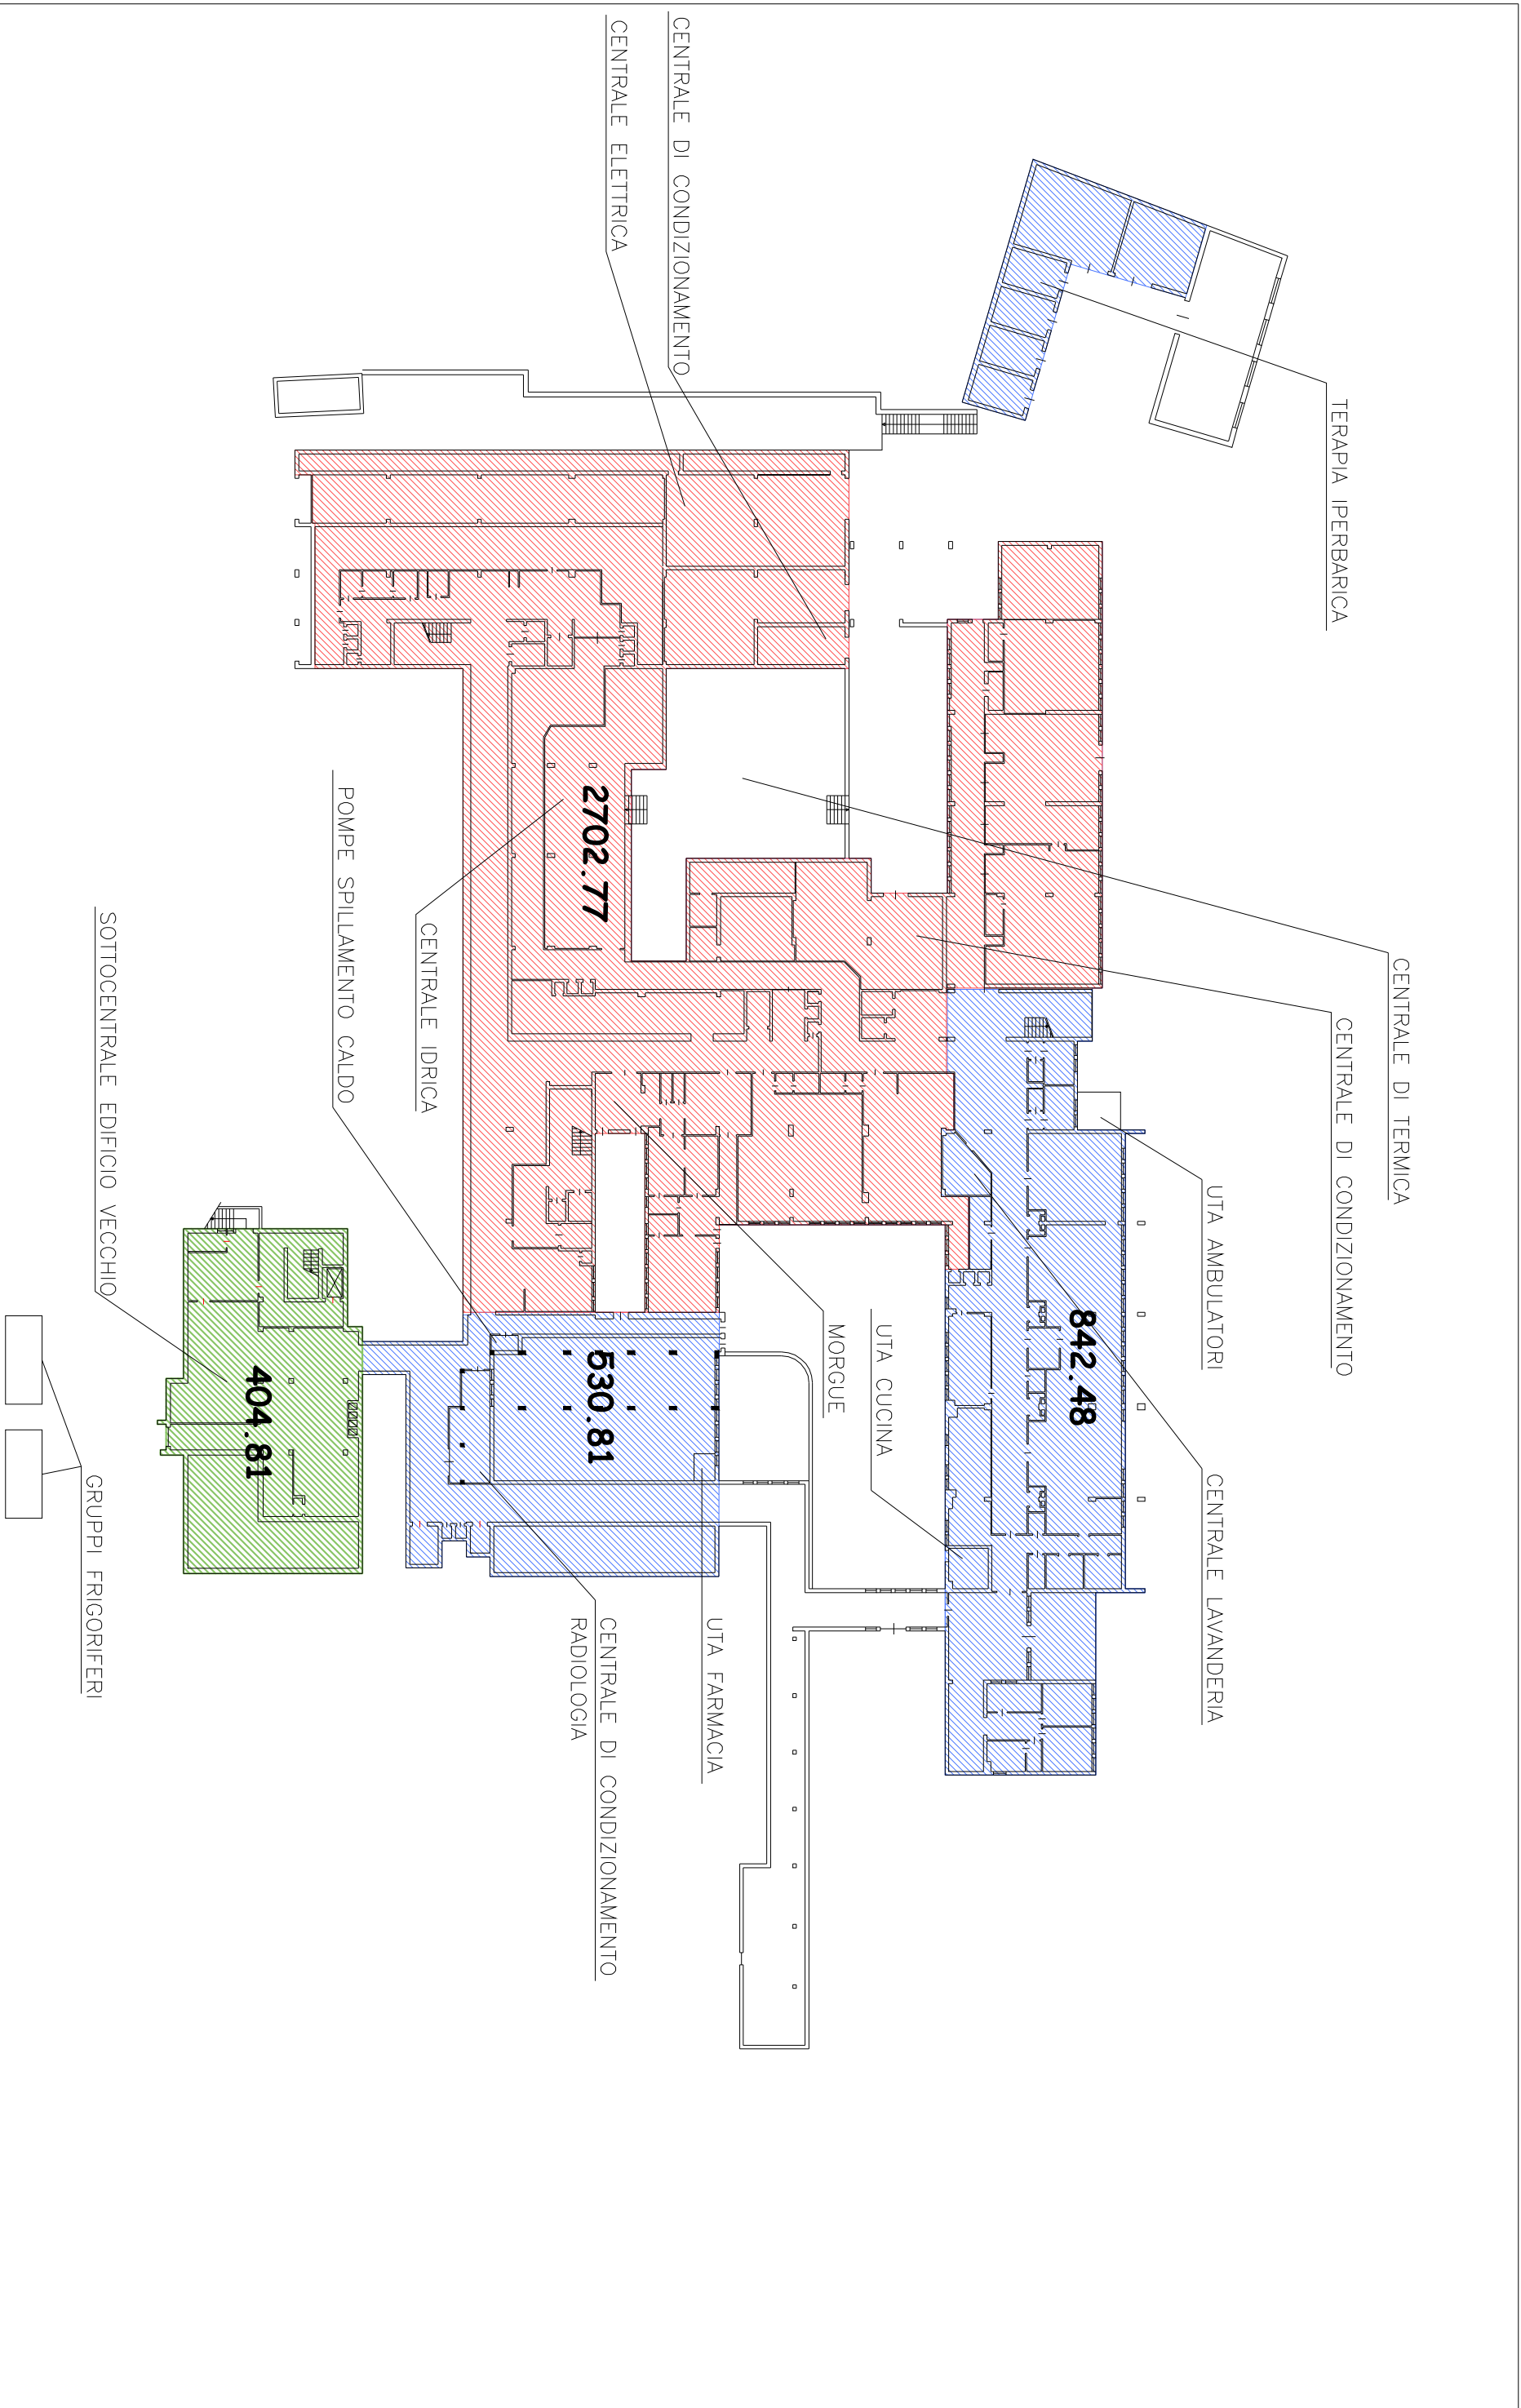 CENTRALE DI TERMICA
CENTRALE DI CONDIZIONAMENTO
TERAPIA IPERBARICA
UTA AMBULATORI
CENTRALE LAVANDERIA
842.48
UTA CUCINA
MORGUE
UTA FARMACIA
CENTRALE DI CONDIZIONAMENTO
CENTRALE ELETTRICA
2702.77
530.81
CENTRALE DI CONDIZIONAMENTO
RADIOLOGIA
CENTRALE IDRICA
POMPE SPILLAMENTO CALDO
404.81
SOTTOCENTRALE EDIFICIO VECCHIO
GRUPPI FRIGORIFERI